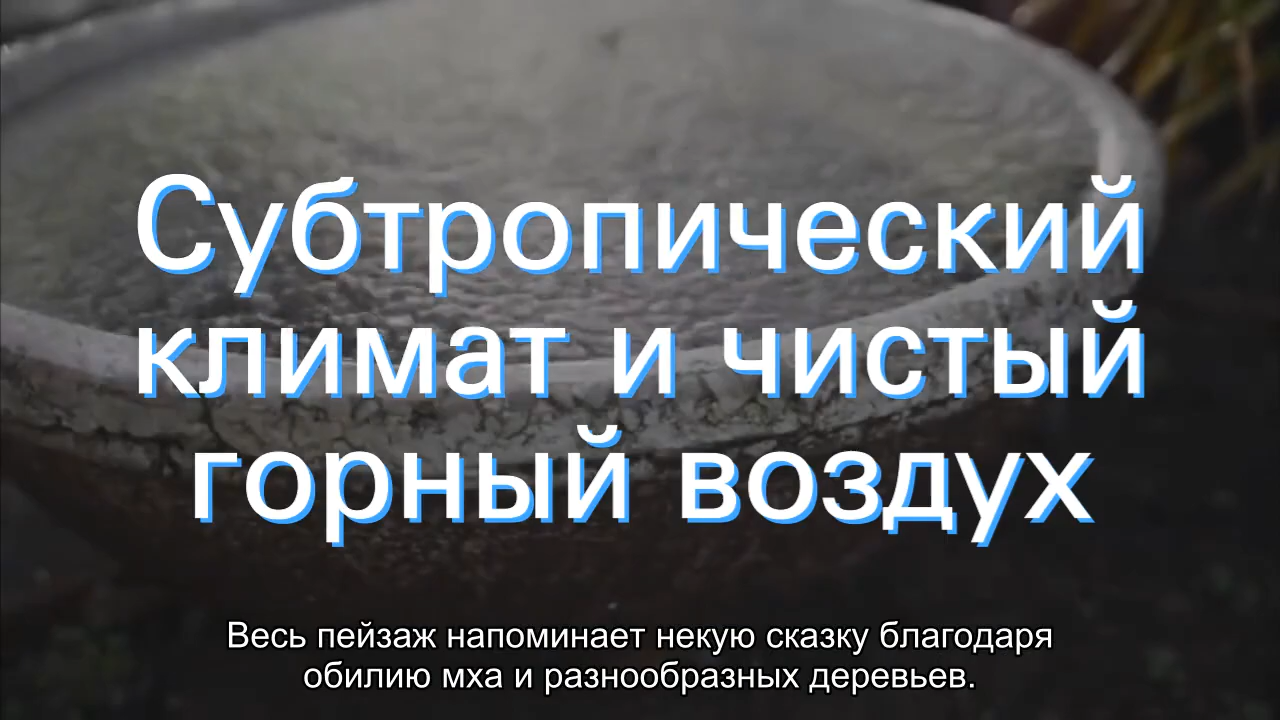 Субтропический
климат и чистый
горный воздух
Весь пейзаж напоминает некую сказку благодаря
обилию мха и разнообразных деревьев.